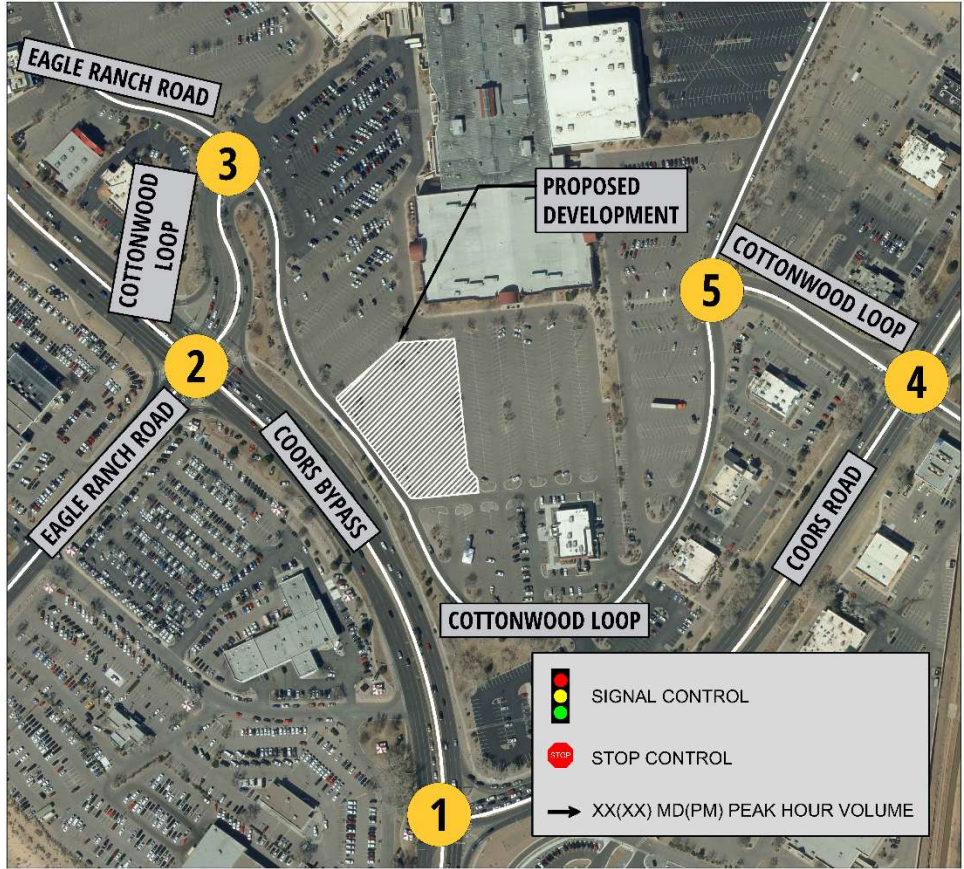 EAGLE RANCH ROAD
3
COTTONWOOD
LOOP
PROPOSED
DEVELOPMENT
5
COTTONWOOD LOOP
2
4
EAGLE RANCH ROAD
COORS BYPASS
COORS ROAD
COTTONWOOD LOOP
1
SIGNAL CONTROL
STOP
STOP CONTROL
XX(XX) MD(PM) PEAK HOUR VOLUME